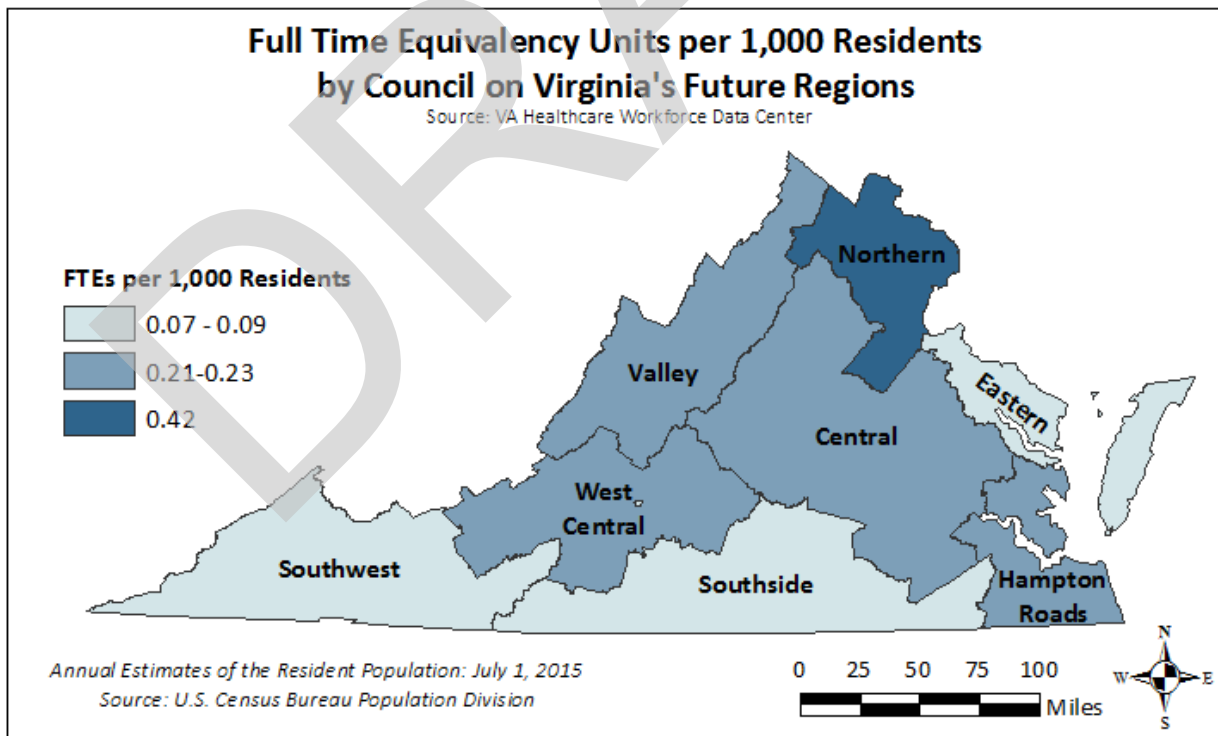 Full Time Equivalency Units per 1,000 Residents
by Council on Virginia's Future Regions
Source: VA Healthcare Workforce Data Center
FTEs per 1,000 Residents
0.07 - 0.09
0.21-0.23
0.42
Northern
Valley
Eastern
Central
West
Central
Southwest
Southside
Hampton
Roads
Annual Estimates of the Resident Population: July 1, 2015
Source: U.S. Census Bureau Population Division
0 25 50 75 100
Miles
N
W E
S
DRA